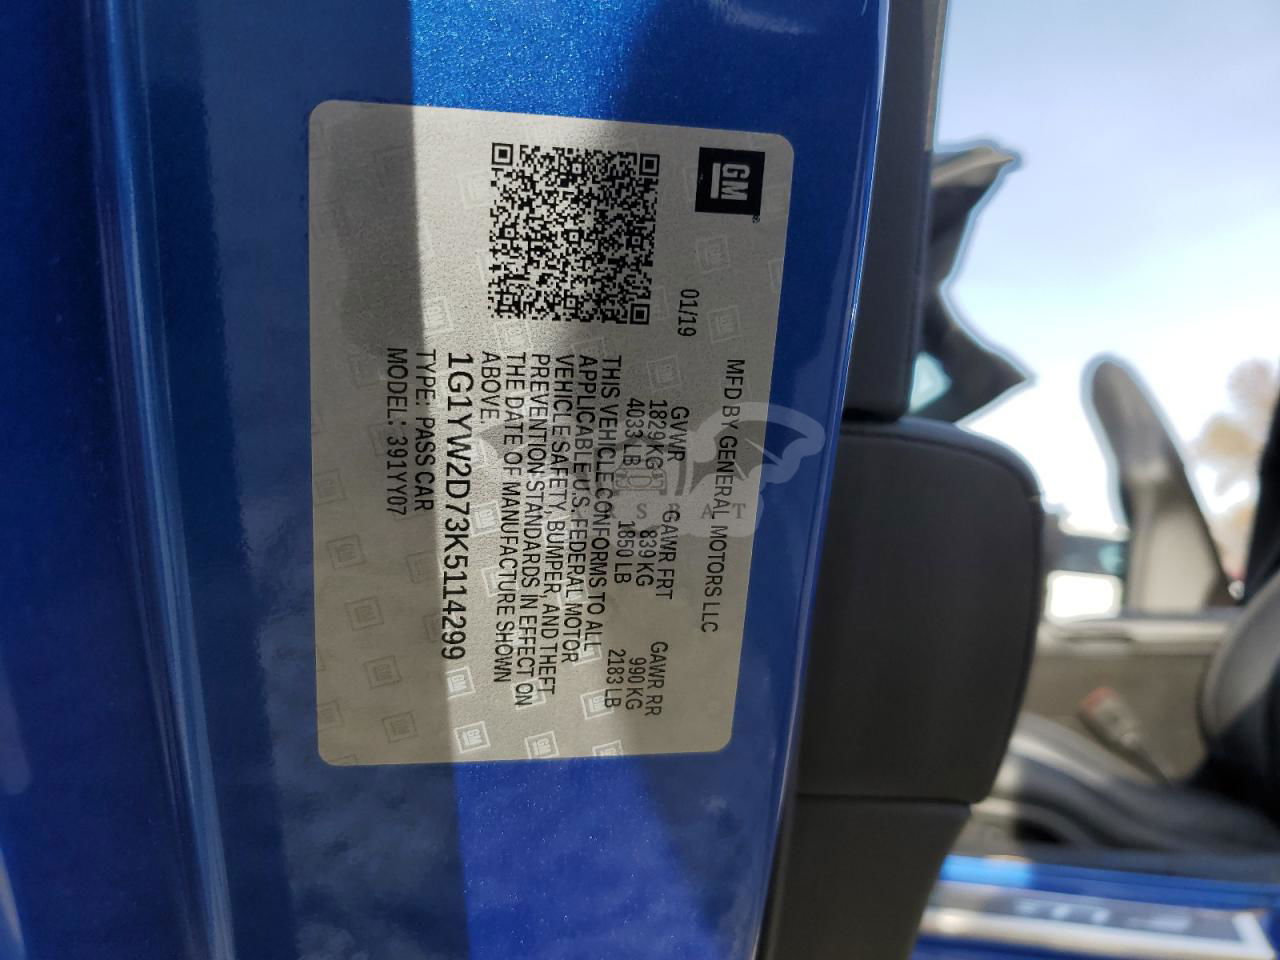 GM
MFD BY GENERAL MOTORS LLC
01/19
GVWR GAWR FRT GAWR RR
1829 KG 839 KG 990 KG
4033 LB 1850 LB 2183 LB
THIS VEHICLE CONFORMS TO ALL
APPLICABLE U.S. FEDERAL MOTOR
VEHICLE SAFETY, BUMPER, AND THEFT
PREVENTION STANDARDS IN EFFECT ON
THE DATE OF MANUFACTURE SHOWN
ABOVE.
1G1YW2D73K5114299
TYPE: PASS CAR
MODEL: 391YY07